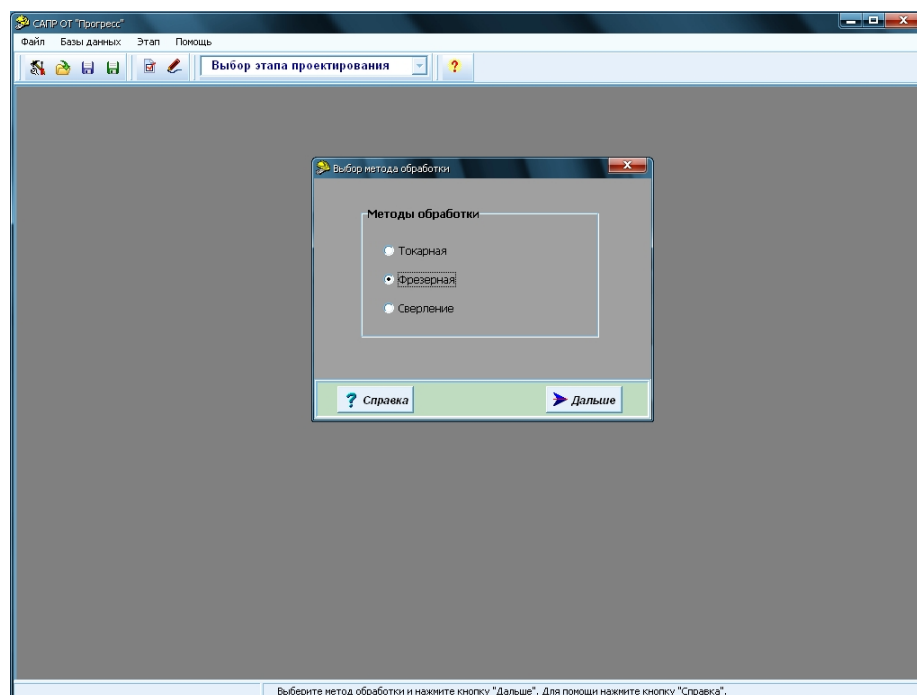 САПР ОТ "Прогресс"
Файл Базы данных Этап Помощь
Выбор этапа проектирования ?
Выбор метода обработки
Методы обработки
Токарная
Фрезерная
Сверление
? Справка Дальше
Выберите метод обработки и нажмите кнопку "Дальше". Для помощи нажмите кнопку "Справка".